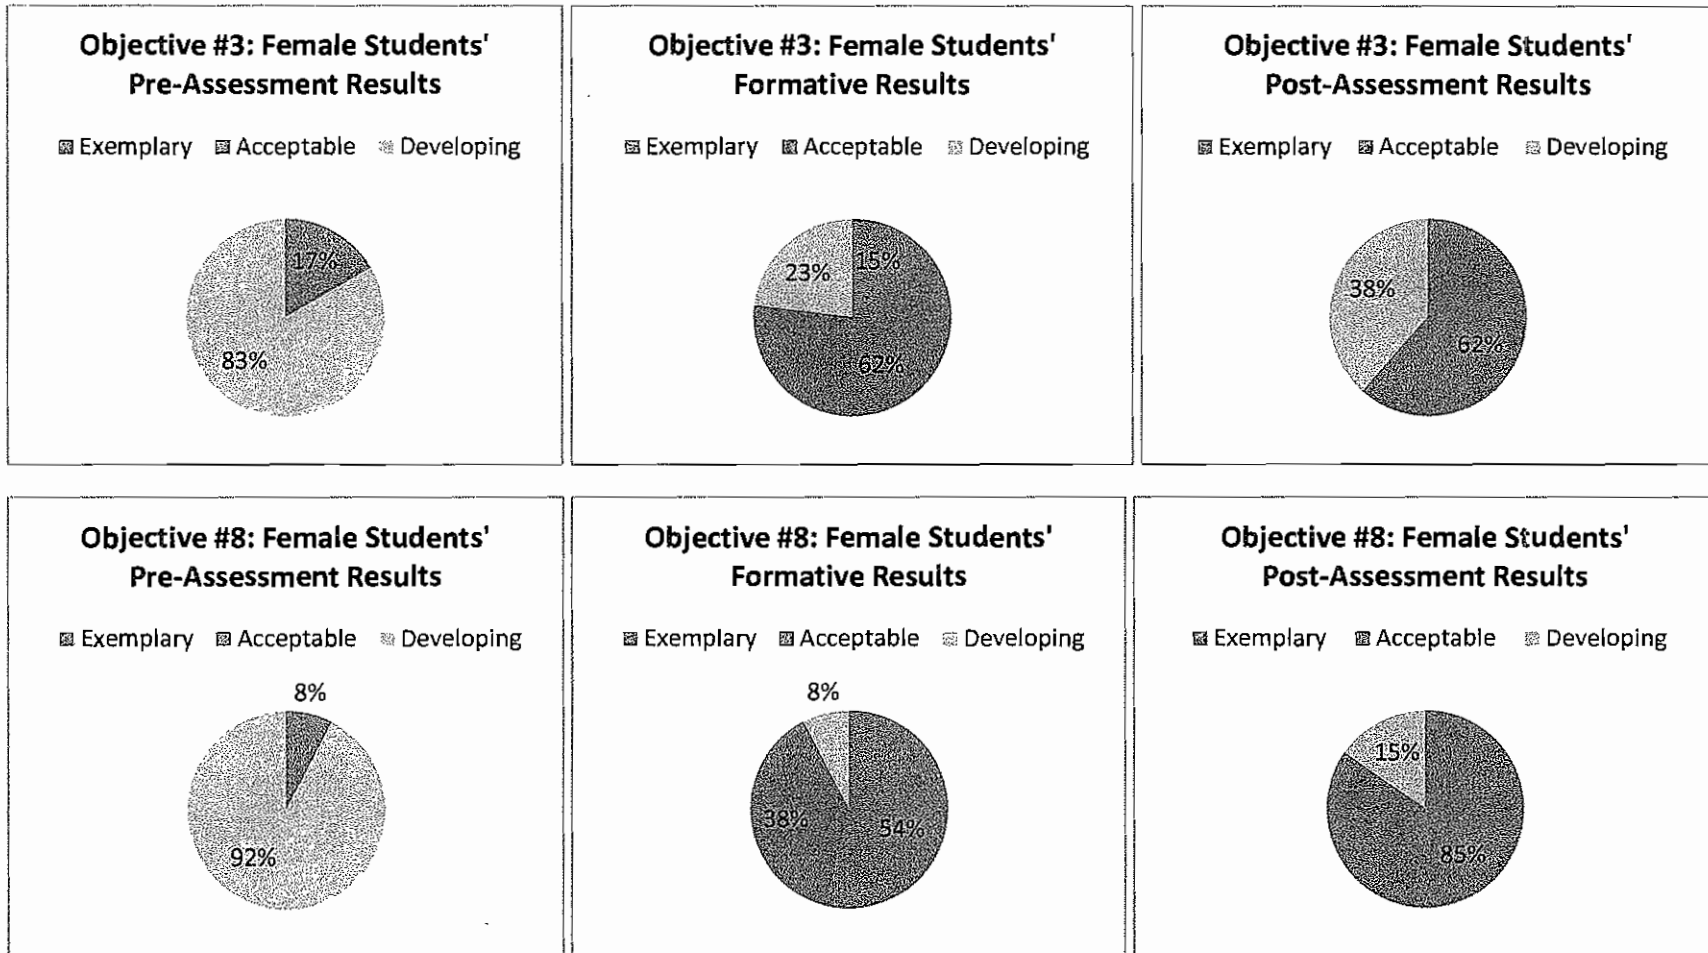 Objective #3: Female Students'
Pre-Assessment Results
Exemplary Acceptable Developing
17%
83%
Objective #3: Female Students'
Formative Results
Exemplary Acceptable Developing
23% 15%
62%
Objective #3: Female Students'
Post-Assessment Results
Exemplary Acceptable Developing
38%
62%
Objective #8: Female Students'
Pre-Assessment Results
Exemplary Acceptable Developing
8%
92%
Objective #8: Female Students'
Formative Results
Exemplary Acceptable Developing
8%
38% 54%
Objective #8: Female Students'
Post-Assessment Results
Exemplary Acceptable Developing
15%
85%